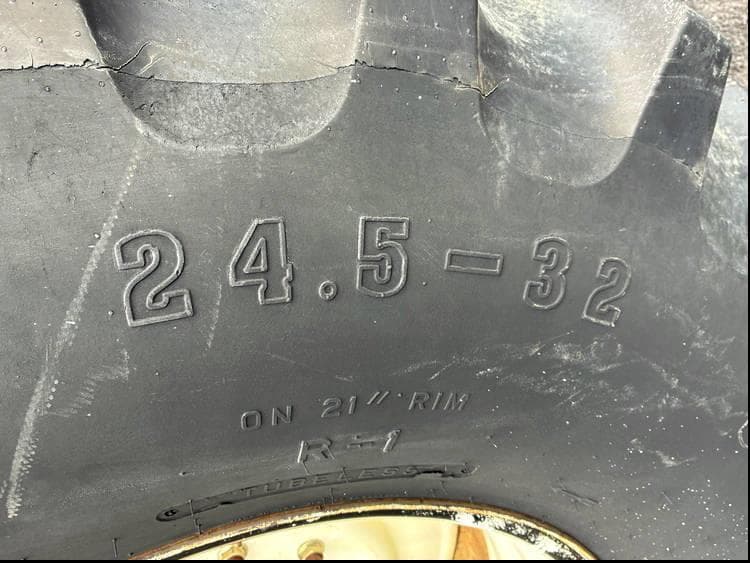 24.5-32
ON 21" RIM
R-1
TUBELESS